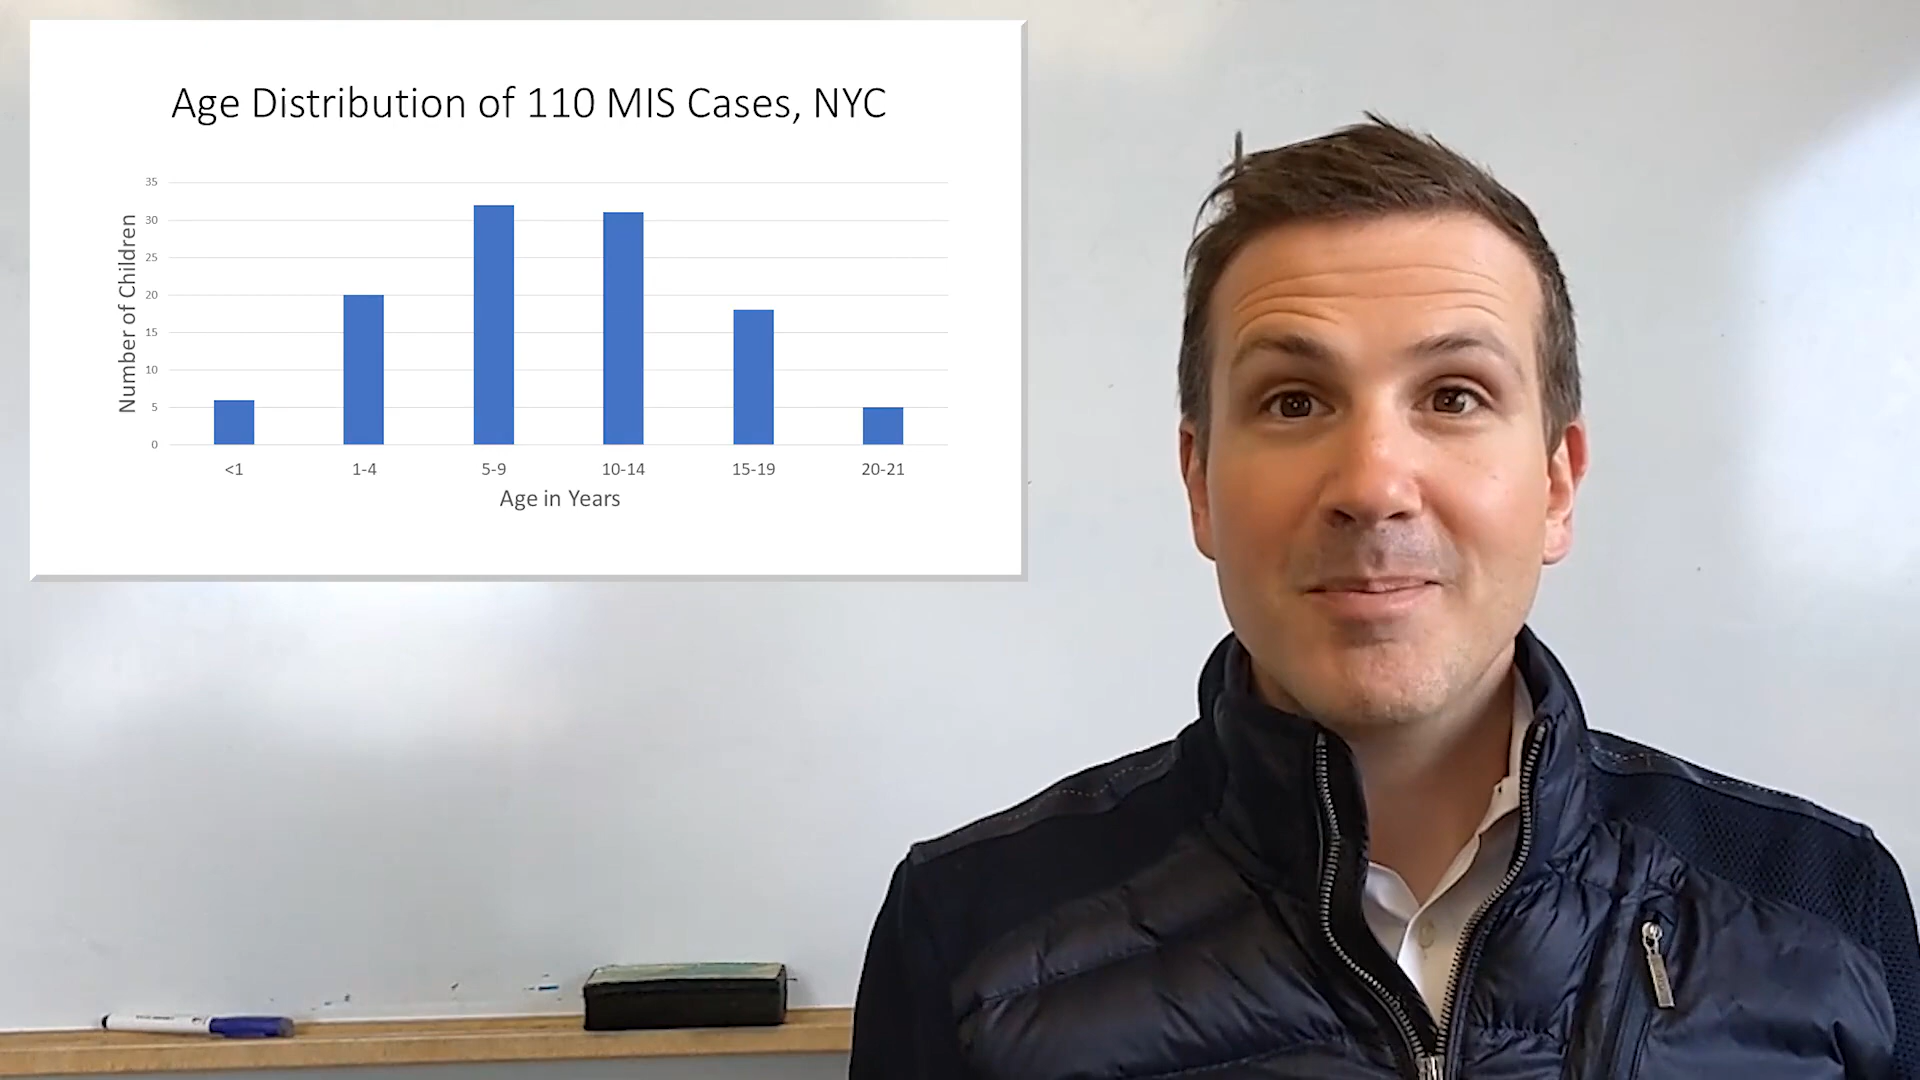 Age Distribution of 110 MIS Cases, NYC
Number of Children
35
30
25
20
15
10
5
0
<1 1-4 5-9 10-14 15-19 20-21
Age in Years